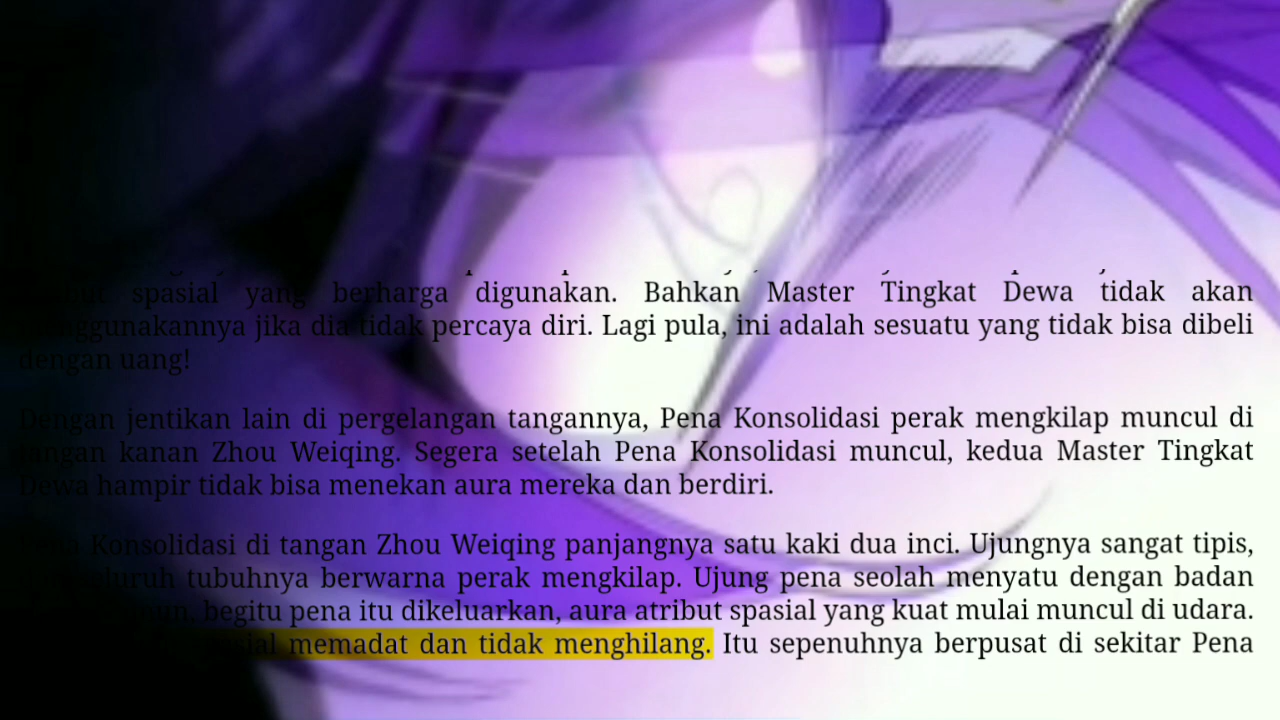 spasial yang berharga digunakan. Bahkan Master Tingkat Dewa tidak akan
menggunakannya jika dia tidak percaya diri. Lagi pula, ini adalah sesuatu yang tidak bisa dibeli
dengan uang!
Dengan jentikan lain di pergelangan tangannya, Pena Konsolidasi perak mengkilap muncul di
tangan kanan Zhou Weiqing. Segera setelah Pena Konsolidasi muncul, kedua Master Tingkat
Dewa hampir tidak bisa menekan aura mereka dan berdiri.
Pena Konsolidasi di tangan Zhou Weiqing panjangnya satu kaki dua inci. Ujungnya sangat tipis,
seluruh tubuhnya berwarna perak mengkilap. Ujung pena seolah menyatu dengan badan
begitu pena itu dikeluarkan, aura atribut spasial yang kuat mulai muncul di udara.
memadat dan tidak menghilang. Itu sepenuhnya berpusat di sekitar Pena